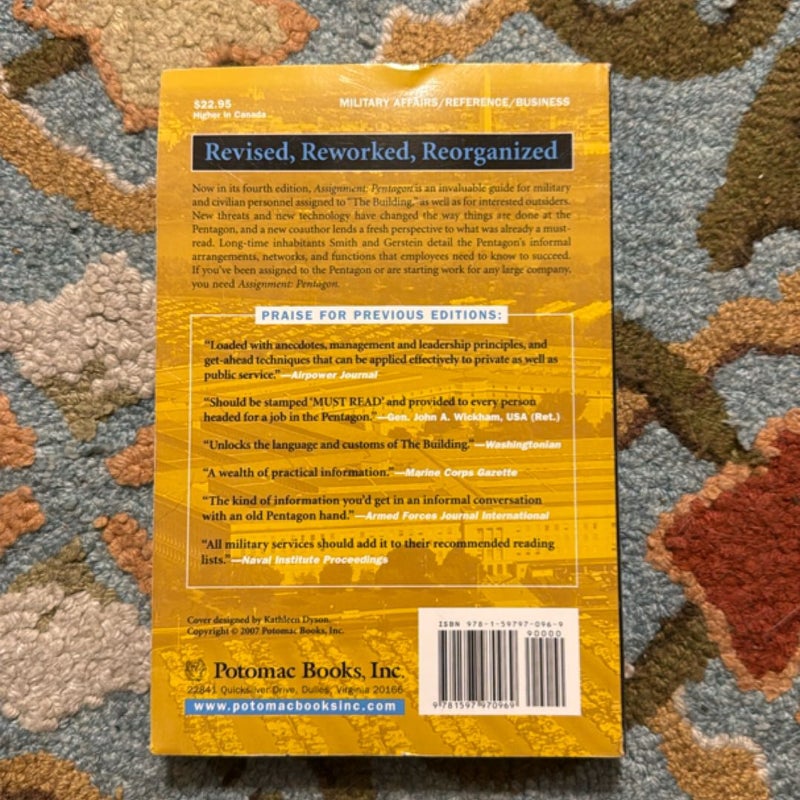 $22.95
Higher in Canada
MILITARY AFFAIRS/REFERENCE/BUSINESS
Revised, Reworked, Reorganized
Now in its fourth edition, Assignment: Pentagon is an invaluable guide for military
and civilian personnel assigned to "The Building," as well as for interested outsiders.
New threats and new technology have changed the way things are done at the
Pentagon, and a new coauthor lends a fresh perspective to what was already a must-
read. Long-time inhabitants Smith and Gerstein detail the Pentagon's informal
arrangements, networks, and functions that employees need to know to succeed.
If you've been assigned to the Pentagon or are starting work for any large company,
you need Assignment: Pentagon.
PRAISE FOR PREVIOUS EDITIONS:
"Loaded with anecdotes, management and leadership principles, and
get-ahead techniques that can be applied effectively to private as well as
public service."—Airpower Journal
"Should be stamped 'MUST READ' and provided to every person
headed for a job in the Pentagon."—Gen. John A. Wickham, USA (Ret.)
"Unlocks the language and customs of The Building."—Washingtonian
"A wealth of practical information."—Marine Corps Gazette
"The kind of information you'd get in an informal conversation
with an old Pentagon hand."—Armed Forces Journal International
"All military services should add it to their recommended reading
lists."—Naval Institute Proceedings
Cover designed by Kathleen Dyson.
Copyright © 2007 Potomac Books, Inc.
Potomac Books, Inc.
22841 Quicksilver Drive, Dulles, Virginia 20166
www.potomacbooksinc.com
ISBN 978-1-59797-096-9
90000
9 781597 970969